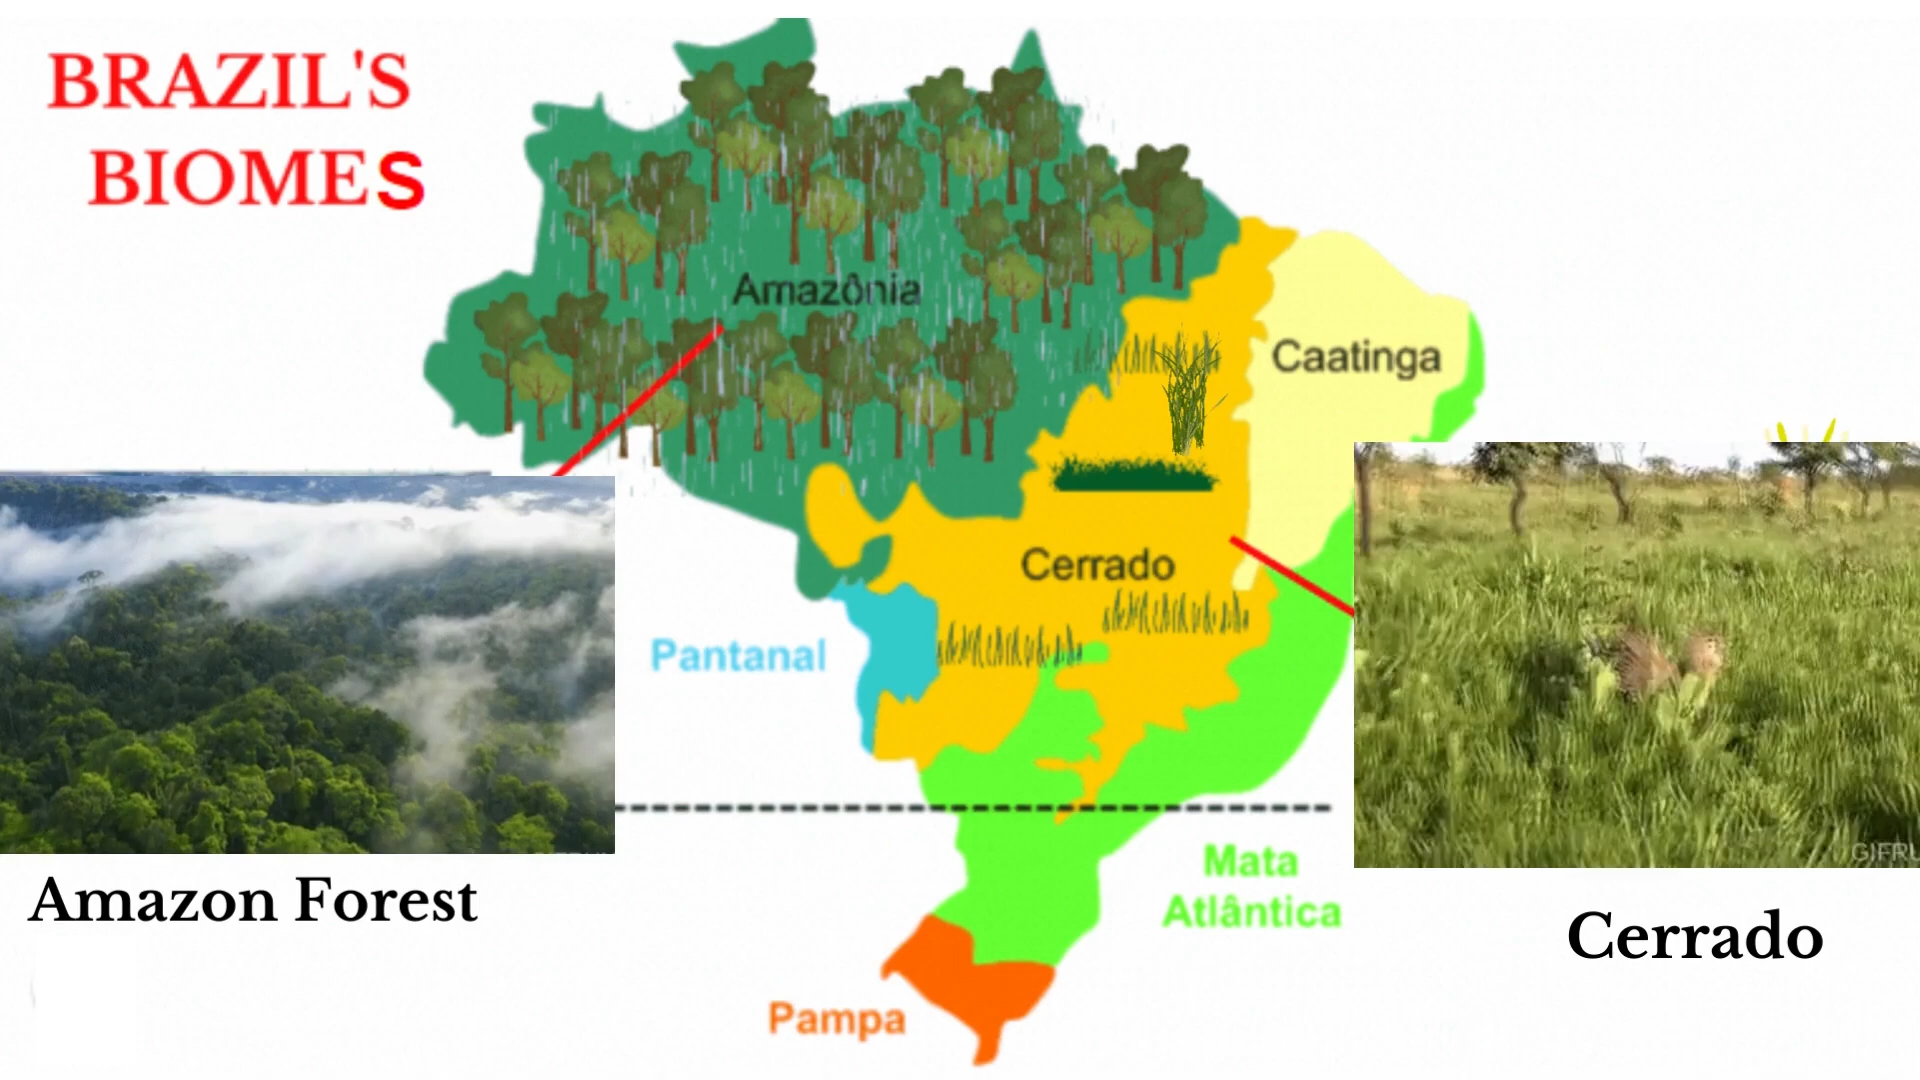 BRAZIL'S
BIOMES
Amazônia
Caatinga
Cerrado
Pantanal
Mata
Atlântica
Pampa
Amazon Forest
Cerrado